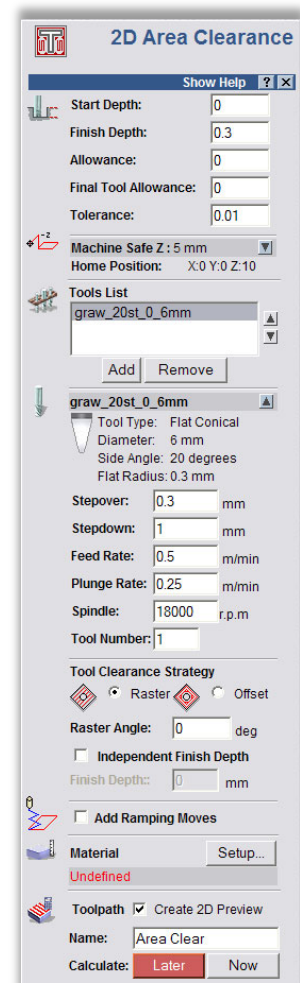 2D Area Clearance
Show Help ? ×
Start Depth: 0
Finish Depth: 0.3
Allowance: 0
Final Tool Allowance: 0
Tolerance: 0.01
-z
Machine Safe Z : 5 mm
Home Position: X:0 Y:0 Z:10
Tools List
graw_20st_0_6mm
Add Remove
graw_20st_0_6mm
Tool Type: Flat Conical
Diameter: 6 mm
Side Angle: 20 degrees
Flat Radius: 0.3 mm
Stepover: 0.3 mm
Stepdown: 1 mm
Feed Rate: 0.5 m/min
Plunge Rate: 0.25 m/min
Spindle: 18000 r.p.m
Tool Number: 1
Tool Clearance Strategy
Raster Offset
Raster Angle: 0 deg
Independent Finish Depth
Finish Depth:: 0 mm
Add Ramping Moves
Material Setup...
Undefined
Toolpath Create 2D Preview
Name: Area Clear
Calculate: Later Now